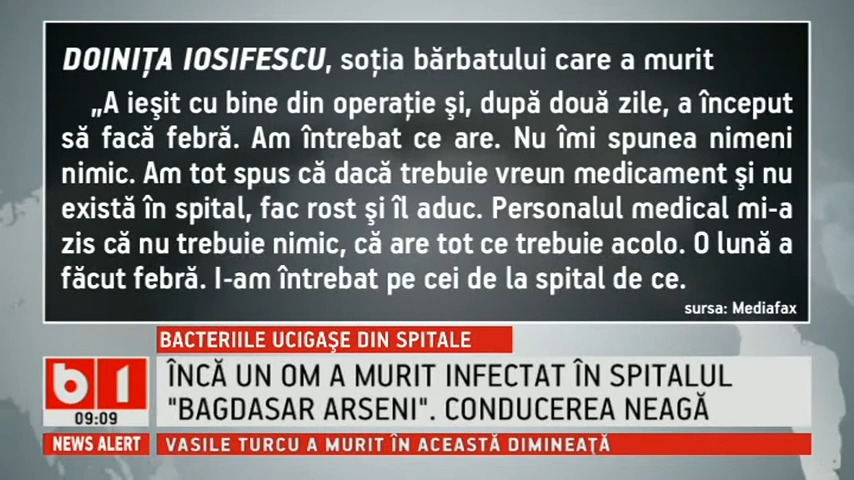 DOINIȚA IOSIFESCU, soția bărbatului care a murit
„A ieșit cu bine din operație și, după două zile, a început
să facă febră. Am întrebat ce are. Nu îmi spunea nimeni
nimic. Am tot spus că dacă trebuie vreun medicament și nu
există în spital, fac rost și îl aduc. Personalul medical mi-a
zis că nu trebuie nimic, că are tot ce trebuie acolo. O lună a
făcut febră. I-am întrebat pe cei de la spital de ce.
sursa: Mediafax
BACTERIILE UCIGAŞE DIN SPITALE
b1
ÎNCĂ UN OM A MURIT INFECTAT ÎN SPITALUL
"BAGDASAR ARSENI". CONDUCEREA NEAGĂ
09:09
NEWS ALERT
VASILE TURCU A MURIT ÎN ACEASTĂ DIMINEAŢĂ